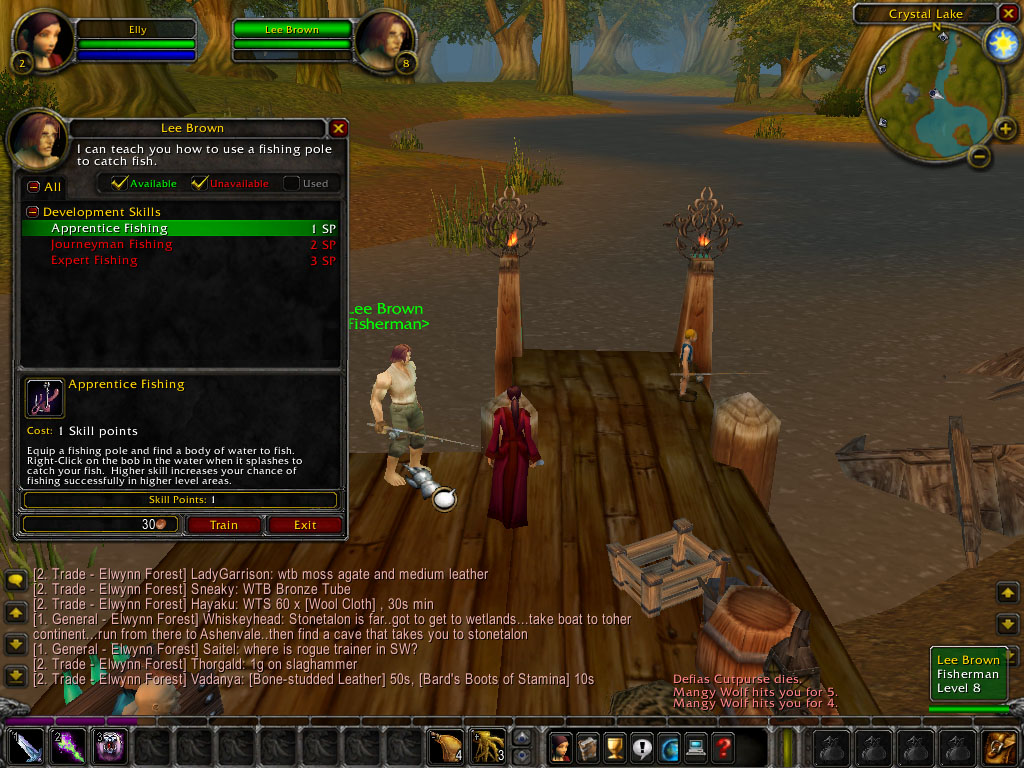 Elly
2
Lee Brown
8
Crystal Lake
N
Lee Brown
I can teach you how to use a fishing pole
to catch fish.
All
Available
Unavailable
Used
Development Skills
Apprentice Fishing 1 SP
Journeyman Fishing 2 SP
Expert Fishing 3 SP
Apprentice Fishing
Cost: 1 Skill points
Equip a fishing pole and find a body of water to fish.
Right-Click on the bob in the water when it splashes to
catch your fish. Higher skill increases your chance of
fishing successfully in higher level areas.
Skill Points: 1
30
Train
Exit
Lee Brown
Fisherman>
[2. Trade - Elwynn Forest] LadyGarrison: wtb moss agate and medium leather
[2. Trade - Elwynn Forest] Sneaky: WTB Bronze Tube
[2. Trade - Elwynn Forest] Hayaku: WTS 60 x [Wool Cloth] , 30s min
[1. General - Elwynn Forest] Whiskeyhead: Stonetalon is far..got to get to wetlands...take boat to toher
continent...run from there to Ashenvale..then find a cave that takes you to stonetalon
[1. General - Elwynn Forest] Saitel: where is rogue trainer in SW?
[2. Trade - Elwynn Forest] Thorgald: 1g on slaghammer
[2. Trade - Elwynn Forest] Vadanya: [Bone-studded Leather] 50s, [Bard's Boots of Stamina] 10s
Defias Cutpurse dies.
Mangy Wolf hits you for 5.
Mangy Wolf hits you for 4.
Lee Brown
Fisherman
Level 8
1
2
3
4
3